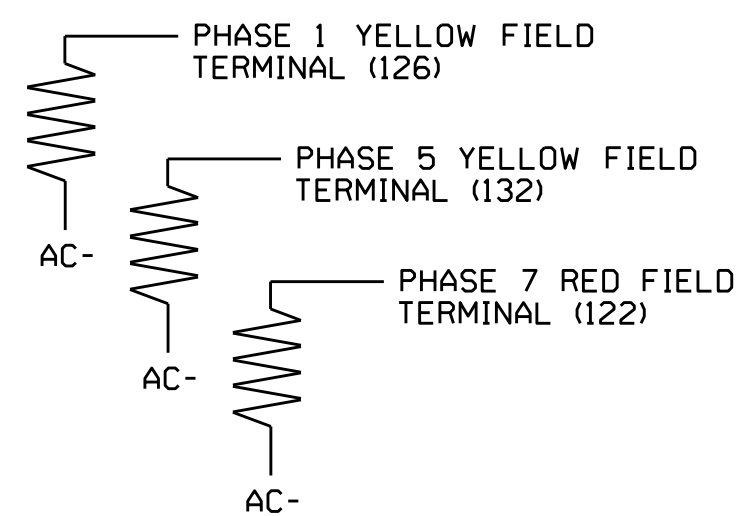 PHASE 1 YELLOW FIELD
TERMINAL (126)
AC-
PHASE 5 YELLOW FIELD
TERMINAL (132)
AC-
PHASE 7 RED FIELD
TERMINAL (122)
AC-